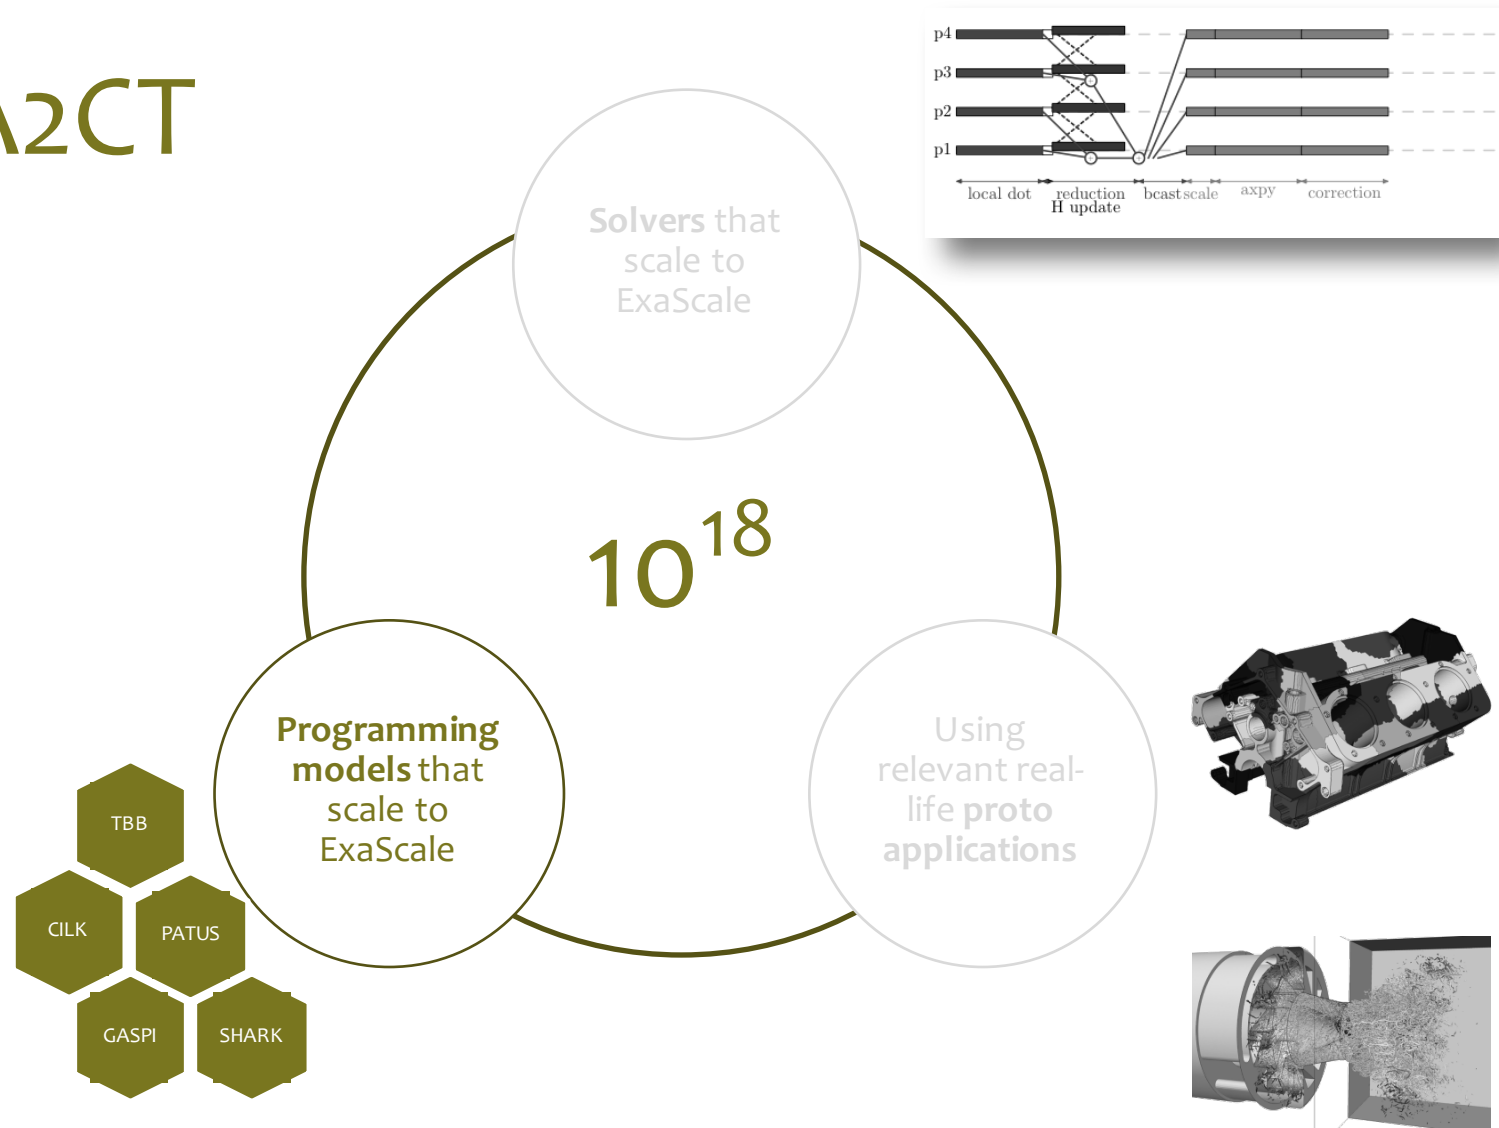 A2CT
p4
p3
p2
p1
local dot
reduction
H update
bcast
scale
axpy
correction
Solvers that
scale to
ExaScale
10^18
Programming
models that
scale to
ExaScale
Using
relevant real-
life proto
applications
TBB
CILK
PATUS
GASPI
SHARK